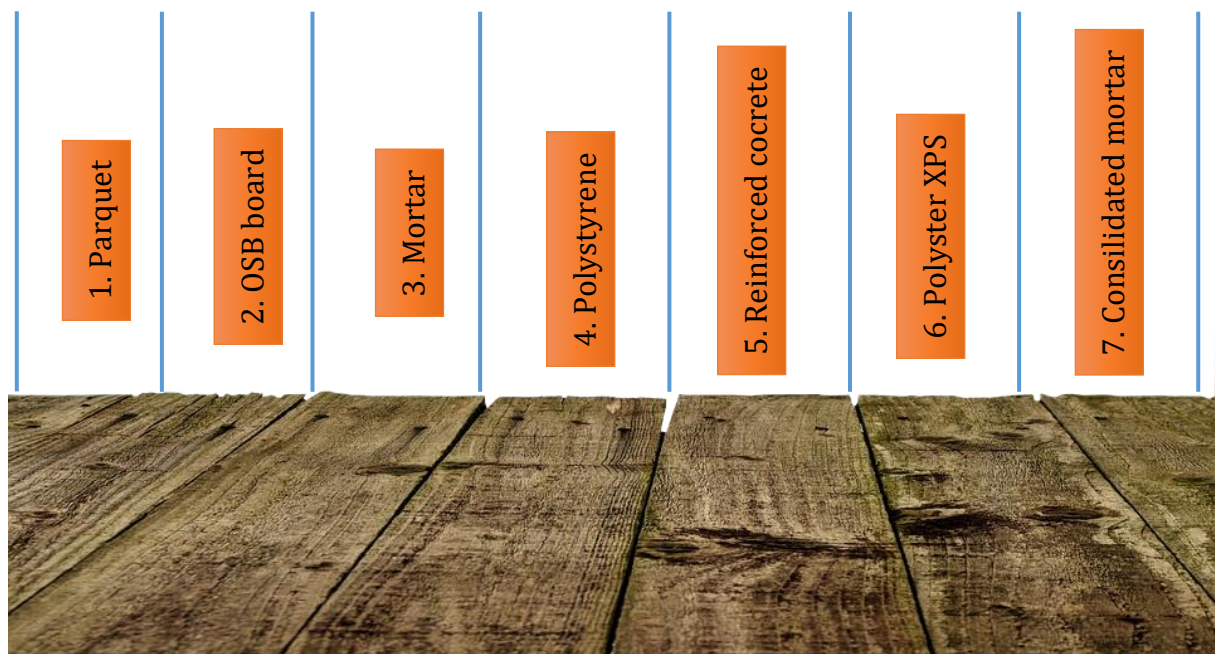 1. Parquet
2. OSB board
3. Mortar
4. Polystyrene
5. Reinforced cocrete
6. Polyster XPS
7. Consilidated mortar